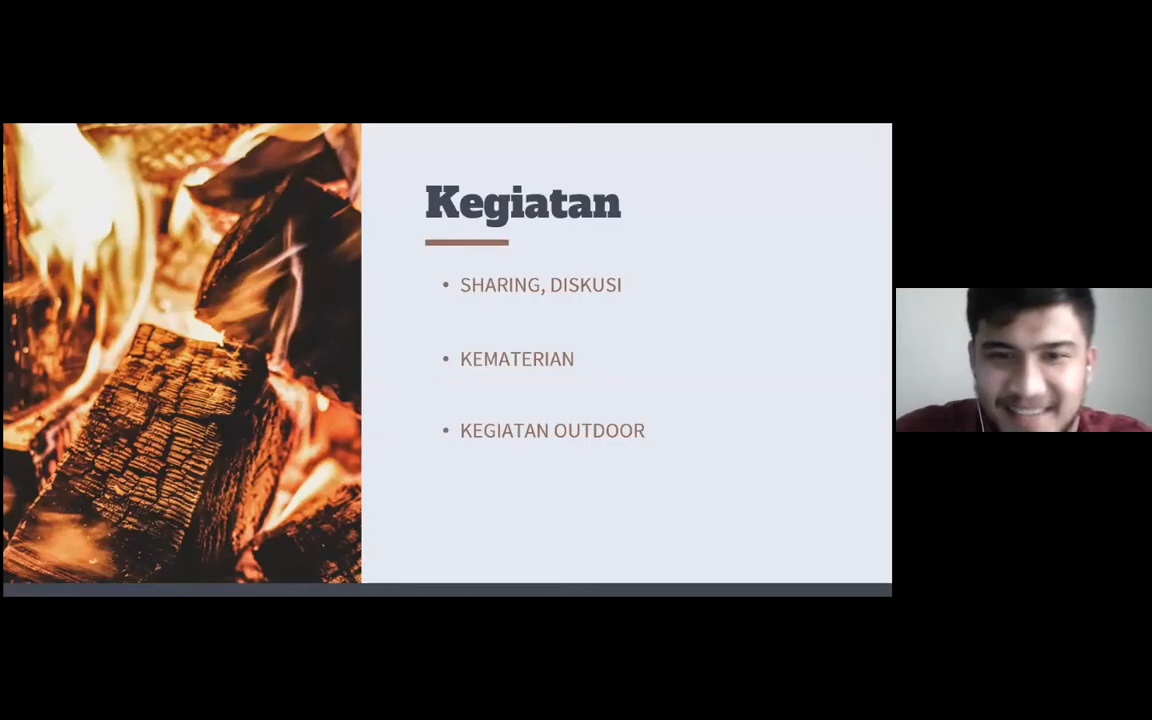 Kegiatan
• SHARING, DISKUSI
• KEMATERIAN
• KEGIATAN OUTDOOR